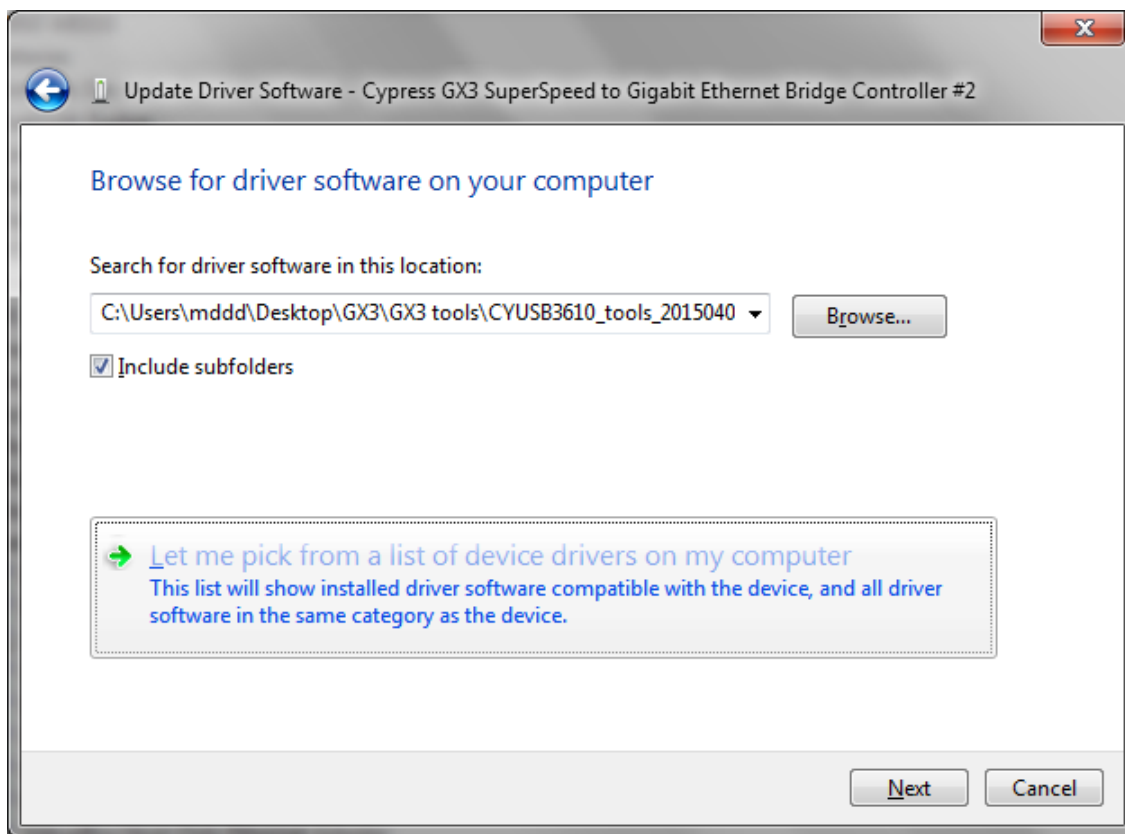 Update Driver Software - Cypress GX3 SuperSpeed to Gigabit Ethernet Bridge Controller #2
Browse for driver software on your computer
Search for driver software in this location:
C:\Users\mddd\Desktop\GX3\GX3 tools\CYUSB3610_tools_2015040
Browse...
Include subfolders
Let me pick from a list of device drivers on my computer
This list will show installed driver software compatible with the device, and all driver
software in the same category as the device.
Next
Cancel